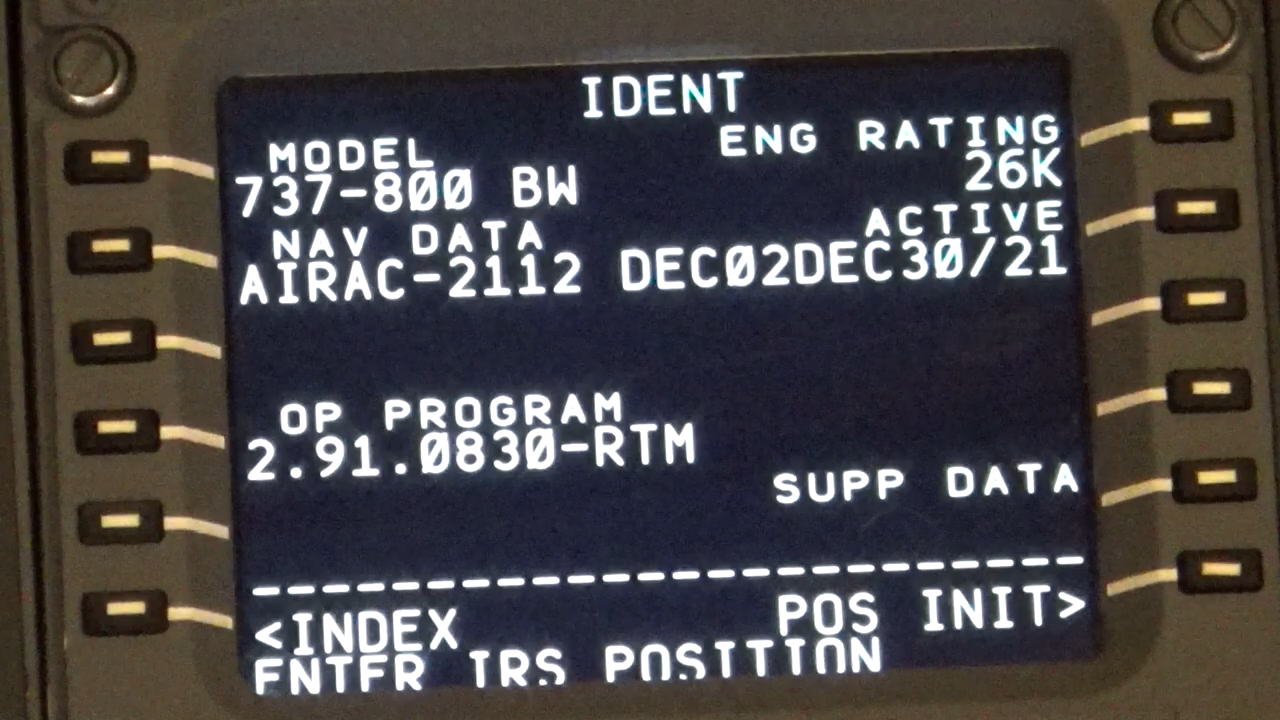 IDENT
MODEL ENG RATING
737-800 BW 26K
NAV DATA ACTIVE
AIRAC-2112 DEC02DEC30/21
OP PROGRAM
2.91.0830-RTM
SUPP DATA
------------------------
<INDEX POS INIT>
ENTER IRS POSITION